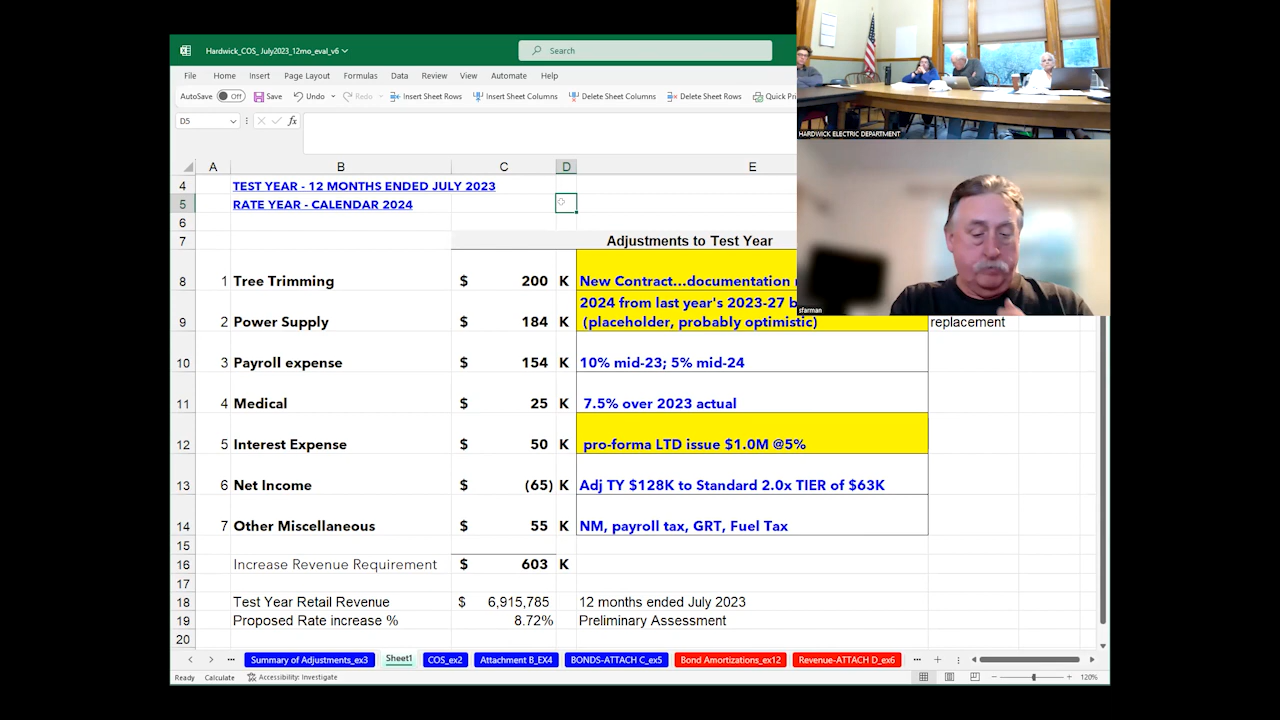 Hardwick_COS_July2023_12mo_eval_v6
Search
File Home Insert Page Layout Formulas Data Review View Automate Help
AutoSave Off Save Undo Redo Insert Sheet Rows Insert Sheet Columns Delete Sheet Columns Delete Sheet Rows Quick Pri
D5 fx
A B C D E
4 TEST YEAR - 12 MONTHS ENDED JULY 2023
5 RATE YEAR - CALENDAR 2024
6
7 Adjustments to Test Year
8 1 Tree Trimming $ 200 K New Contract...documentation
2024 from last year's 2023-27 b
9 2 Power Supply $ 184 K (placeholder, probably optimistic) replacement
10 3 Payroll expense $ 154 K 10% mid-23; 5% mid-24
11 4 Medical $ 25 K 7.5% over 2023 actual
12 5 Interest Expense $ 50 K pro-forma LTD issue $1.0M @5%
13 6 Net Income $ (65) K Adj TY $128K to Standard 2.0x TIER of $63K
14 7 Other Miscellaneous $ 55 K NM, payroll tax, GRT, Fuel Tax
15
16 Increase Revenue Requirement $ 603 K
17
18 Test Year Retail Revenue $ 6,915,785 12 months ended July 2023
19 Proposed Rate increase % 8.72% Preliminary Assessment
20
Summary of Adjustments_ex3 Sheet1 COS_ex2 Attachment B_EX4 BONDS-ATTACH C_ex5 Bond Amortizations_ex12 Revenue-ATTACH D_ex6
Ready Calculate Accessibility: Investigate 120%
HARDWICK ELECTRIC DEPARTMENT
sfarman